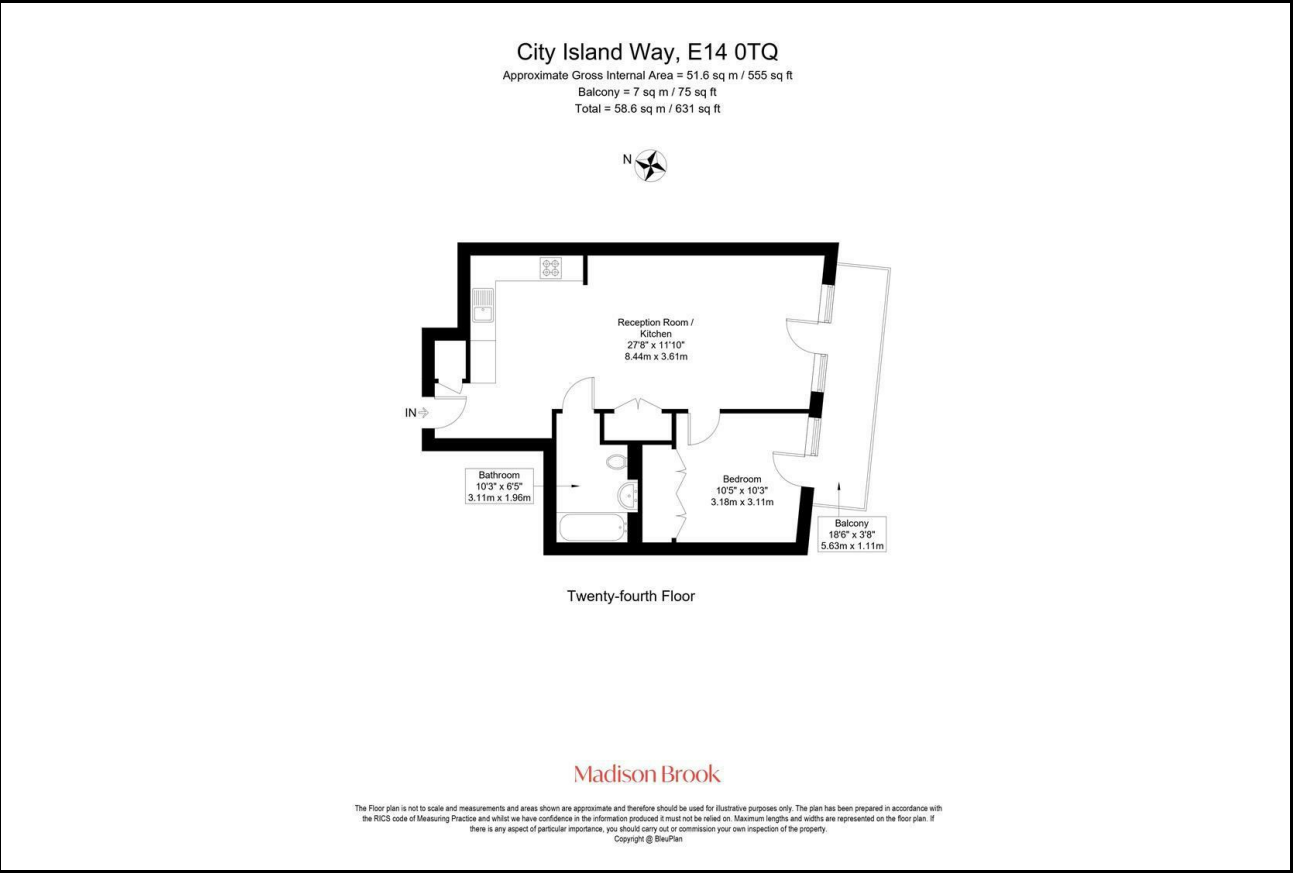 City Island Way, E14 0TQ
Approximate Gross Internal Area = 51.6 sq m / 555 sq ft
Balcony = 7 sq m / 75 sq ft
Total = 58.6 sq m / 631 sq ft
N
Reception Room /
Kitchen
27'8" x 11'10"
8.44m x 3.61m
IN
Bathroom
10'3" x 6'5"
3.11m x 1.96m
Bedroom
10'5" x 10'3"
3.18m x 3.11m
Balcony
18'6" x 3'8"
5.63m x 1.11m
Twenty-fourth Floor
Madison Brook
The Floor plan is not to scale and measurements and areas shown are approximate and therefore should be used for illustrative purposes only. The plan has been prepared in accordance with
the RICS code of Measuring Practice and whilst we have confidence in the information produced it must not be relied on. Maximum lengths and widths are represented on the floor plan. If
there is any aspect of particular importance, you should carry out or commission your own inspection of the property.
Copyright @ BleuPlan